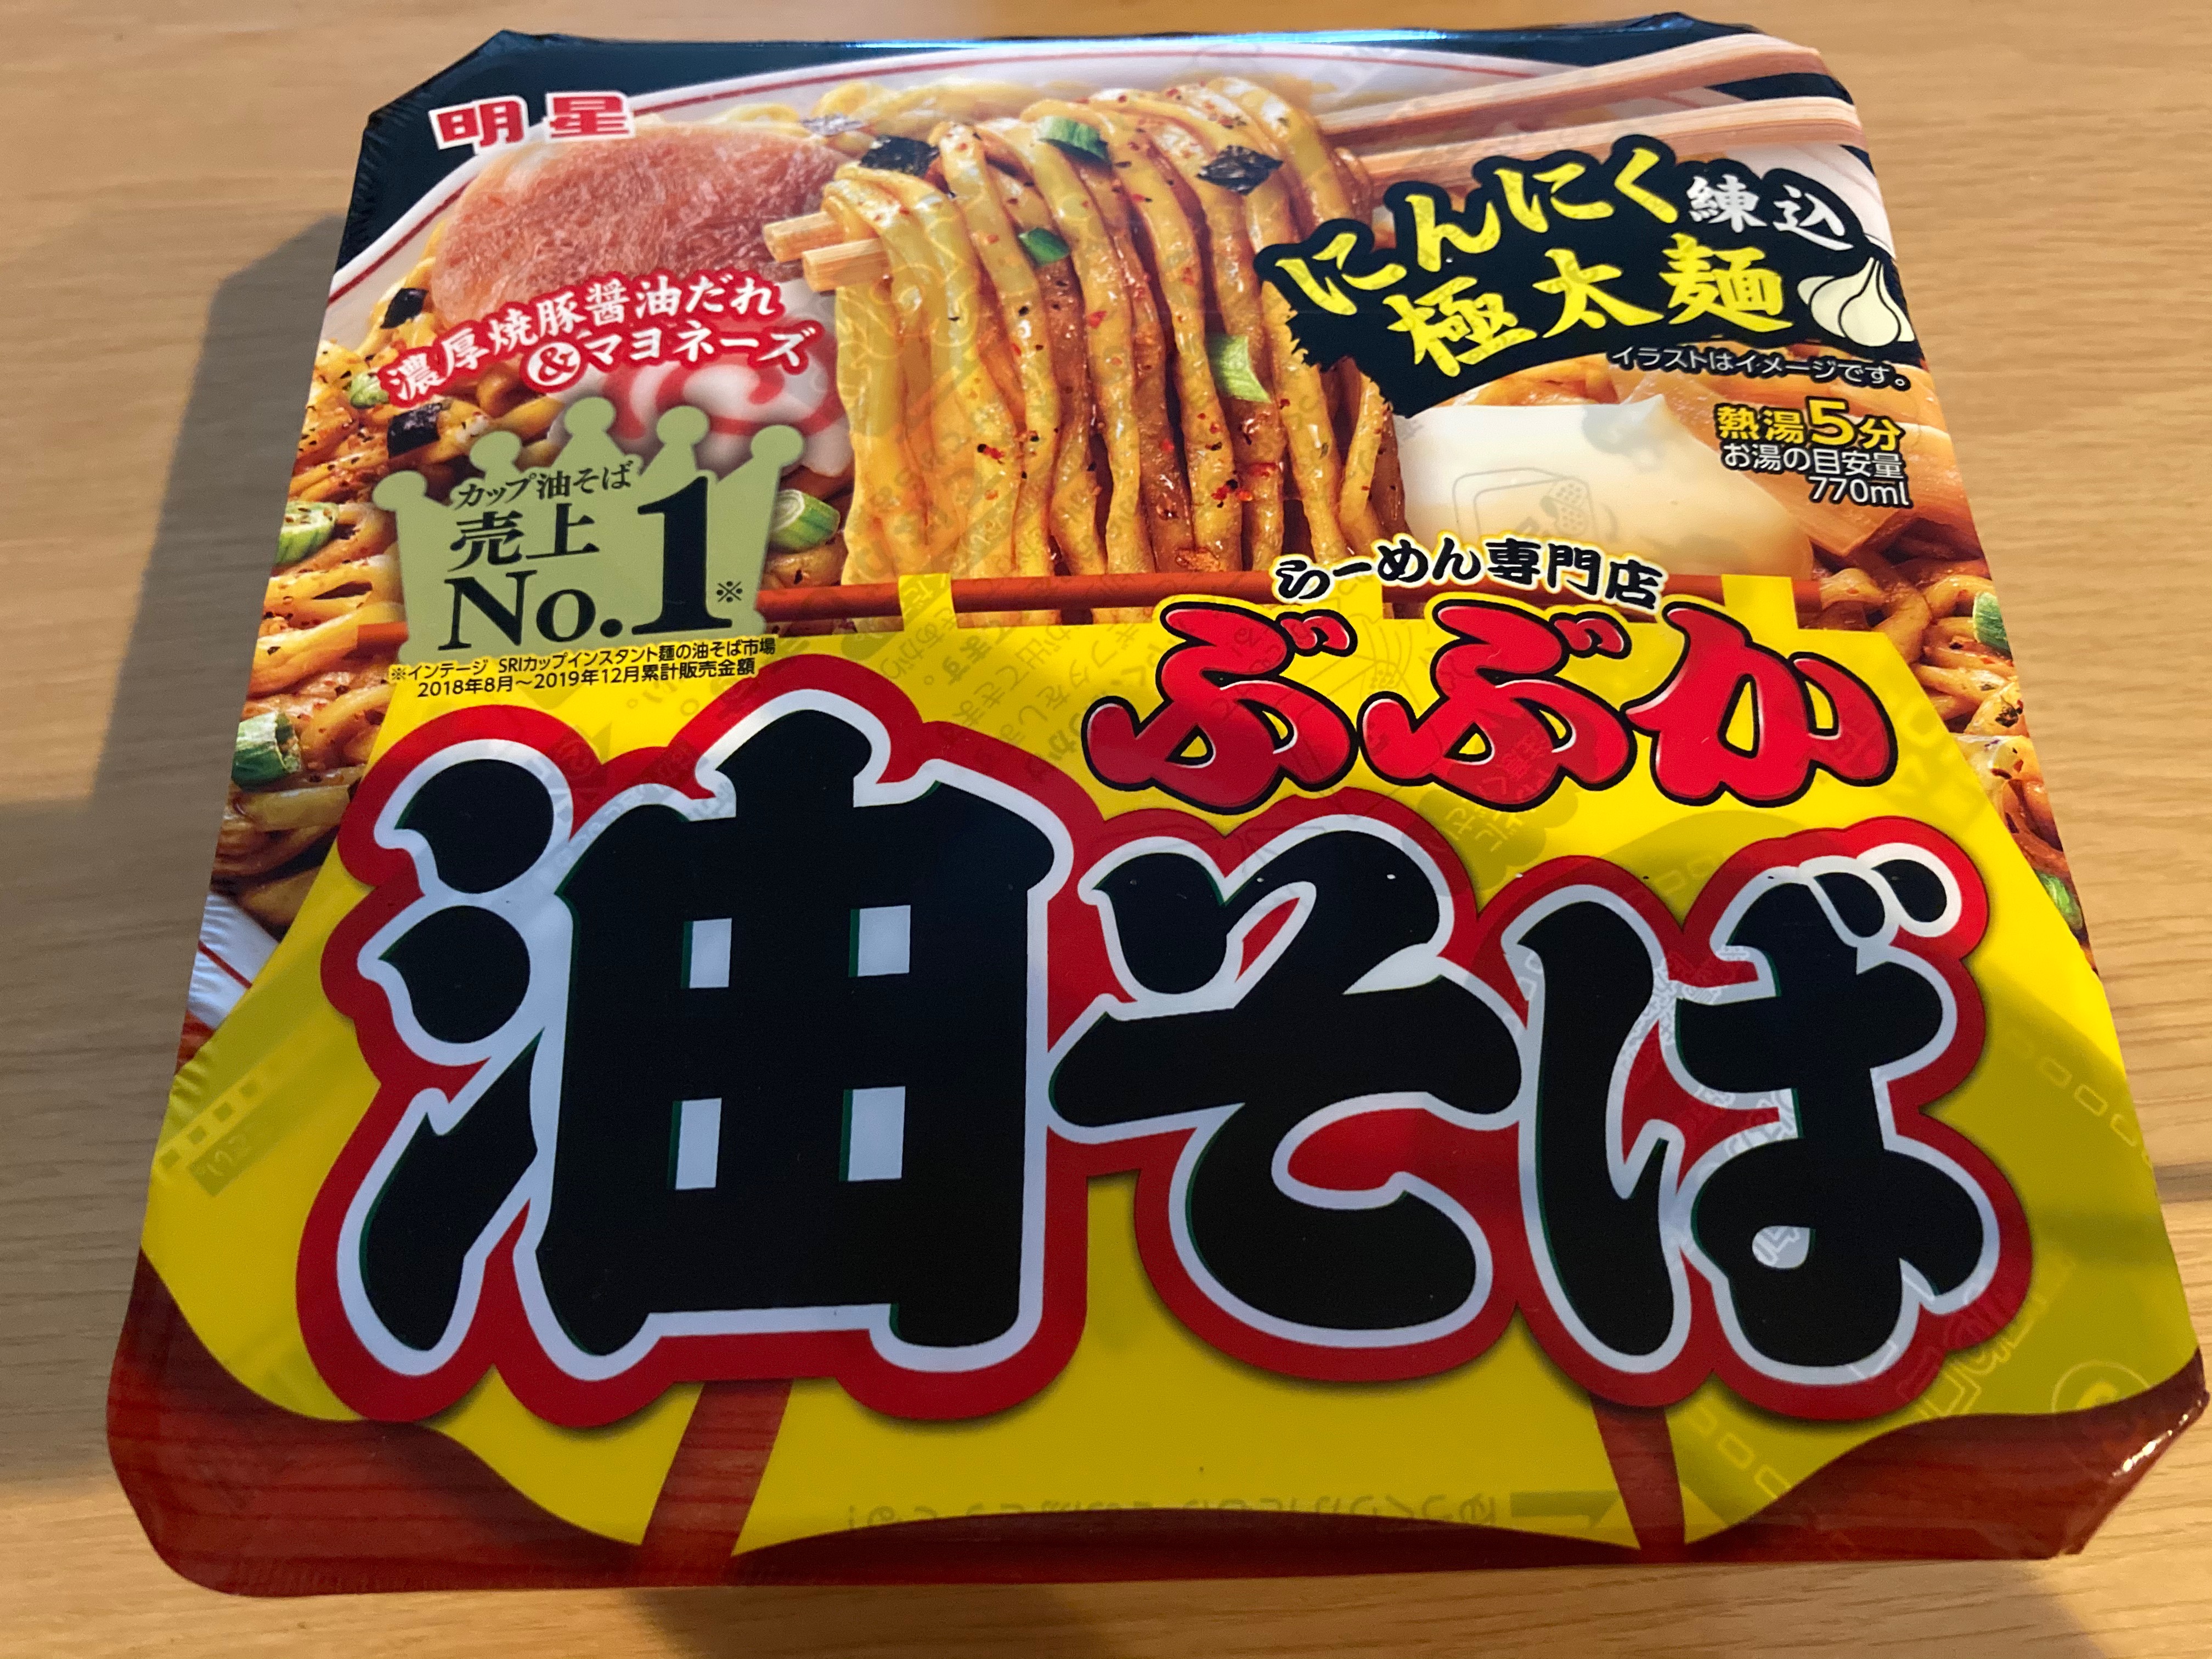 明星
にんにく練込
極太麺
イラストはイメージです。
濃厚焼豚醤油だれ
&マヨネーズ
熱湯5分
お湯の目安量
770ml
カップ油そば
売上
No.1※
※インテージ SRIカップインスタント麺の油そば市場
2018年8月～2019年12月累計販売金額
らーめん専門店
ぶぶか
油そば